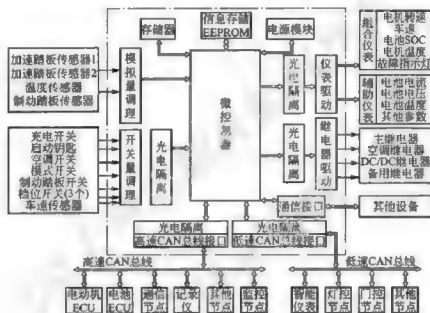 存储器
信息存储
EEPROM
电源模块
组合仪表
电机转速
车速
电池SOC
电机温度
故障指示灯
加速踏板传感器1
加速踏板传感器2
温度传感器
制动踏板传感器
模拟量调理
微控制器
光电隔离
仪表驱动
辅助仪表
电池电流
电池电压
电池温度
其他参数
充电开关
启动钥匙
空调开关
模式开关
制动踏板开关
档位开关(3个)
车速传感器
开关量调理
光电隔离
光电隔离
继电器驱动
主继电器
空调继电器
DC/DC继电器
备用继电器
通信接口
其他设备
光电隔离
高速CAN总线接口
光电隔离
低速CAN总线接口
高速CAN总线
低速CAN总线
电动机
ECU
电池
ECU
通信
节点
记录
仪
其他
节点
监控
节点
智能
仪表
灯控
节点
门控
节点
其他
节点